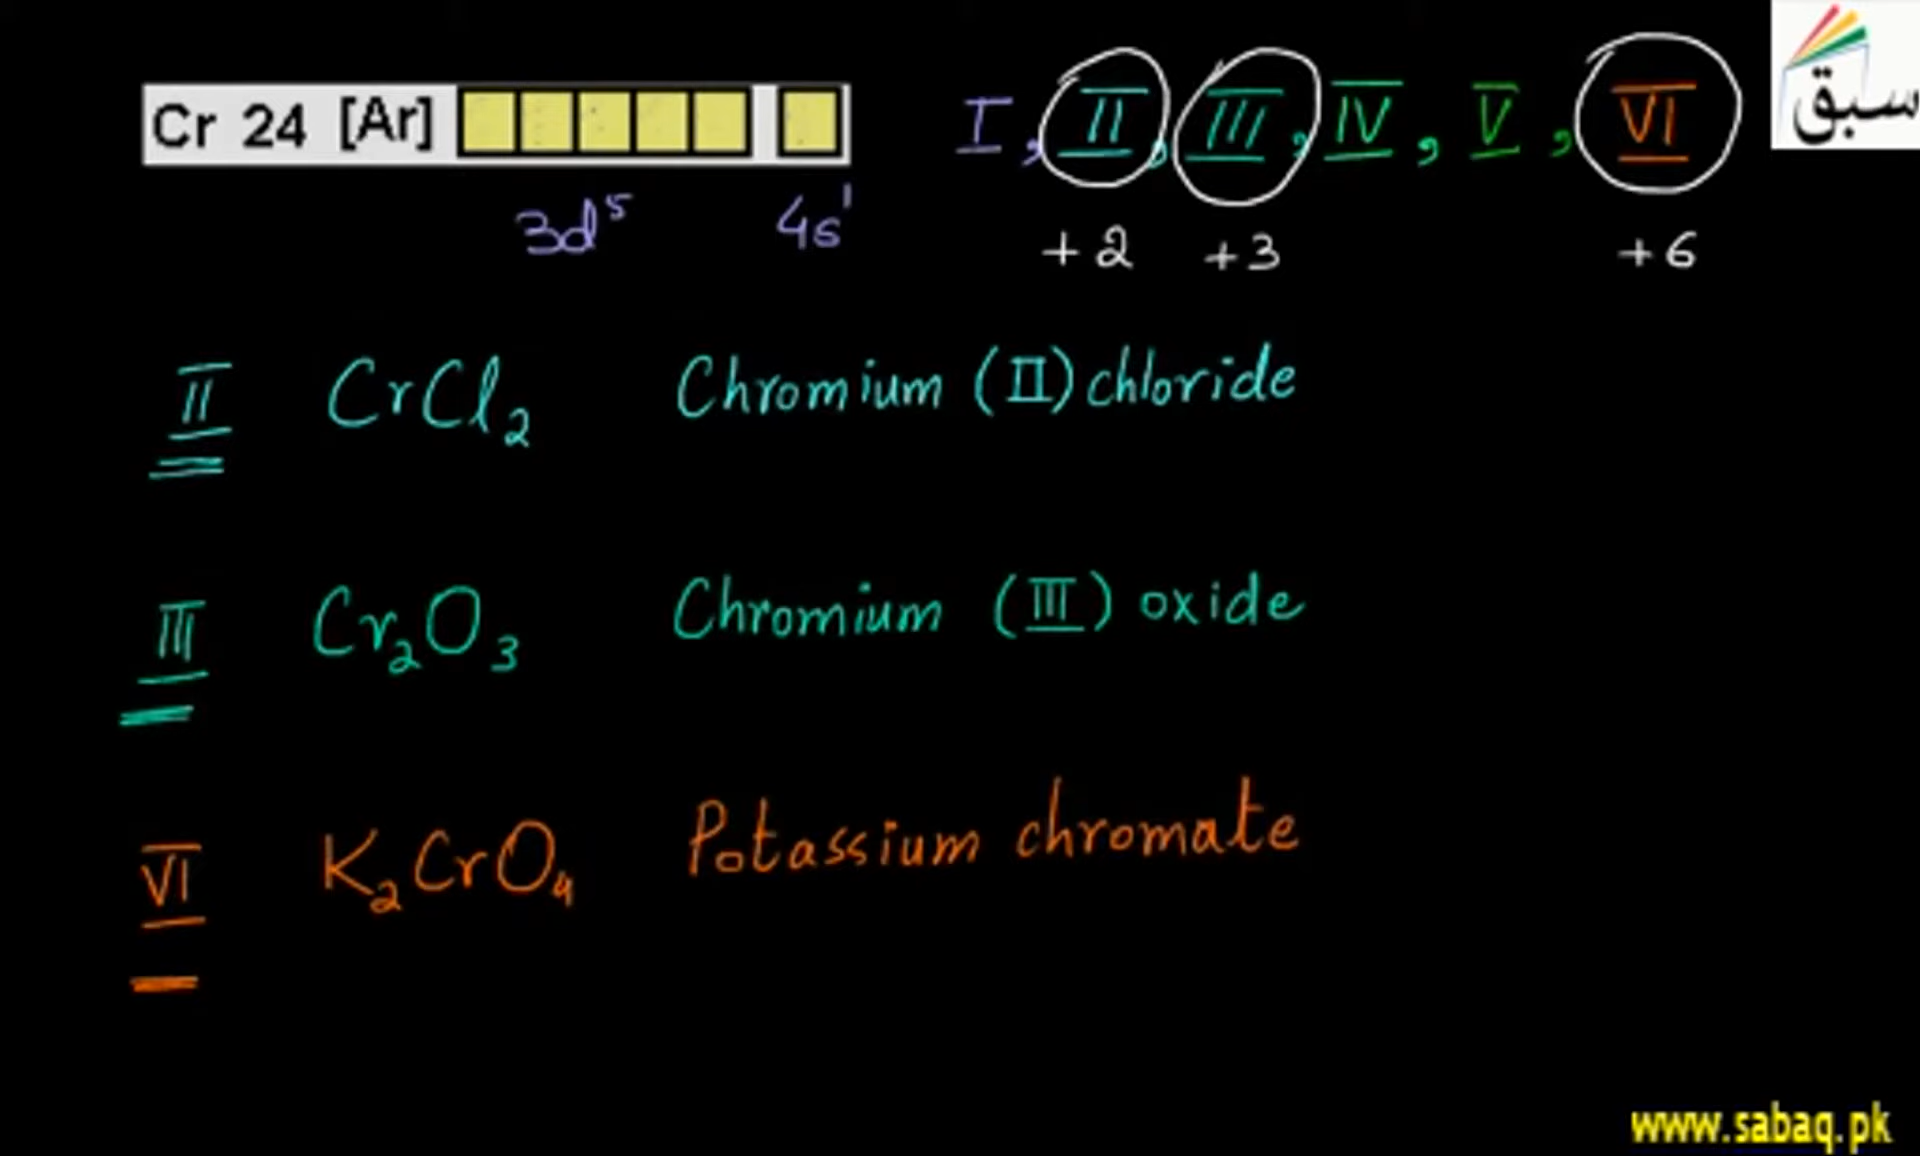 Cr 24 [Ar]
3d⁵ 4s¹
I, II, III, IV, V, VI
+2 +3 +6
سبق
II CrCl₂ Chromium (II) chloride
III Cr₂O₃ Chromium (III) oxide
VI K₂CrO₄ Potassium chromate
www.sabaq.pk